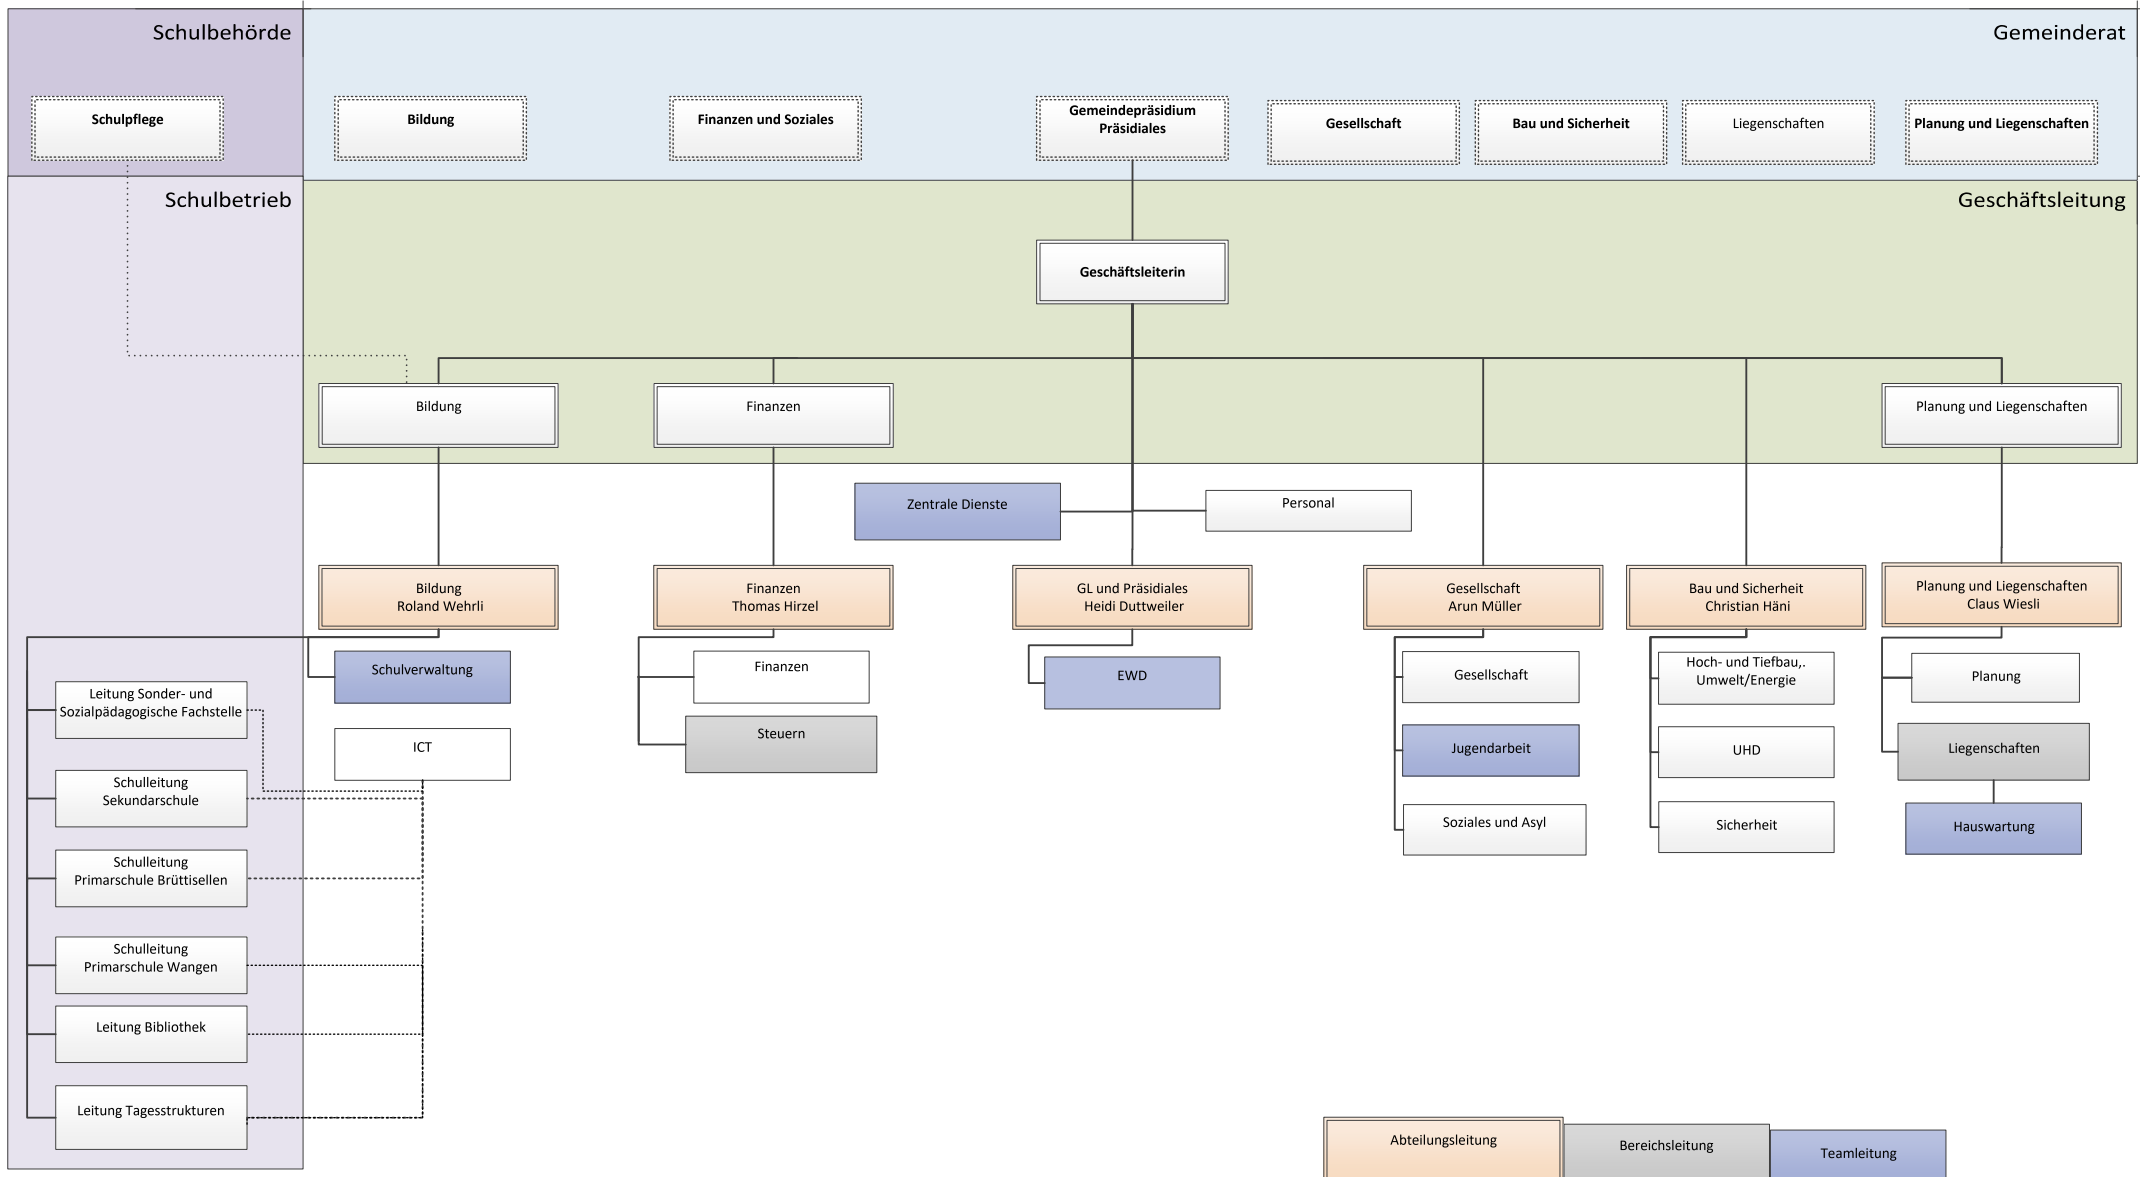 Schulbehörde
Gemeinderat
Schulpflege
Bildung
Finanzen und Soziales
Gemeindepräsidium
Präsidiales
Gesellschaft
Bau und Sicherheit
Liegenschaften
Planung und Liegenschaften
Schulbetrieb
Geschäftsleitung
Geschäftsleiterin
Bildung
Finanzen
Planung und Liegenschaften
Zentrale Dienste
Personal
Bildung
Roland Wehrli
Finanzen
Thomas Hirzel
GL und Präsidiales
Heidi Duttweiler
Gesellschaft
Arun Müller
Bau und Sicherheit
Christian Häni
Planung und Liegenschaften
Claus Wiesli
Schulverwaltung
ICT
Finanzen
Steuern
EWD
Gesellschaft
Jugendarbeit
Soziales und Asyl
Hoch- und Tiefbau,.
Umwelt/Energie
UHD
Sicherheit
Planung
Liegenschaften
Hauswartung
Leitung Sonder- und
Sozialpädagogische Fachstelle
Schulleitung
Sekundarschule
Schulleitung
Primarschule Brüttisellen
Schulleitung
Primarschule Wangen
Leitung Bibliothek
Leitung Tagesstrukturen
Abteilungsleitung
Bereichsleitung
Teamleitung